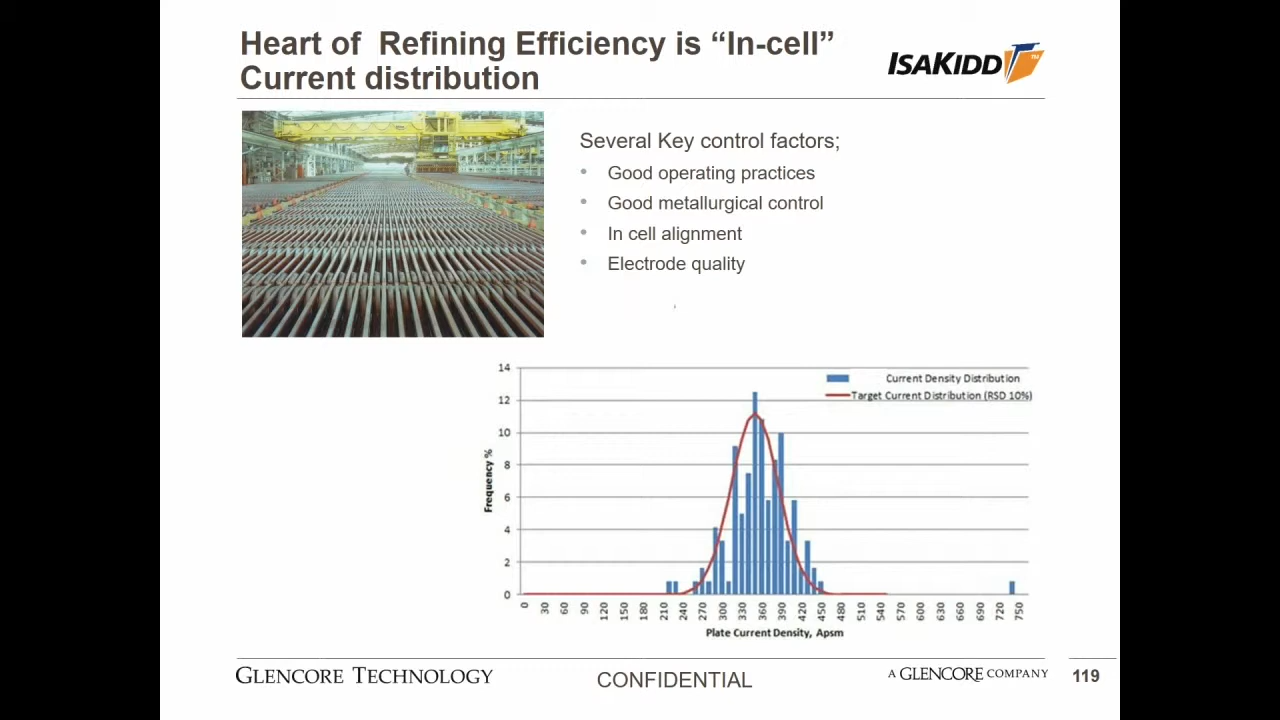 Heart of  Refining Efficiency is “In-cell”
Current distribution
ISAKIDD
TM
Several Key control factors;
• Good operating practices
• Good metallurgical control
• In cell alignment
• Electrode quality
14
12
10
8
6
4
2
0
Frequency %
Current Density Distribution
Target Current Distribution (RSD 10%)
0 30 60 90 120 150 180 210 240 270 300 330 360 390 420 450 480 510 540 570 600 630 660 690 720 750
Plate Current Density, Apsm
GLENCORE TECHNOLOGY
CONFIDENTIAL
A GLENCORE COMPANY
119